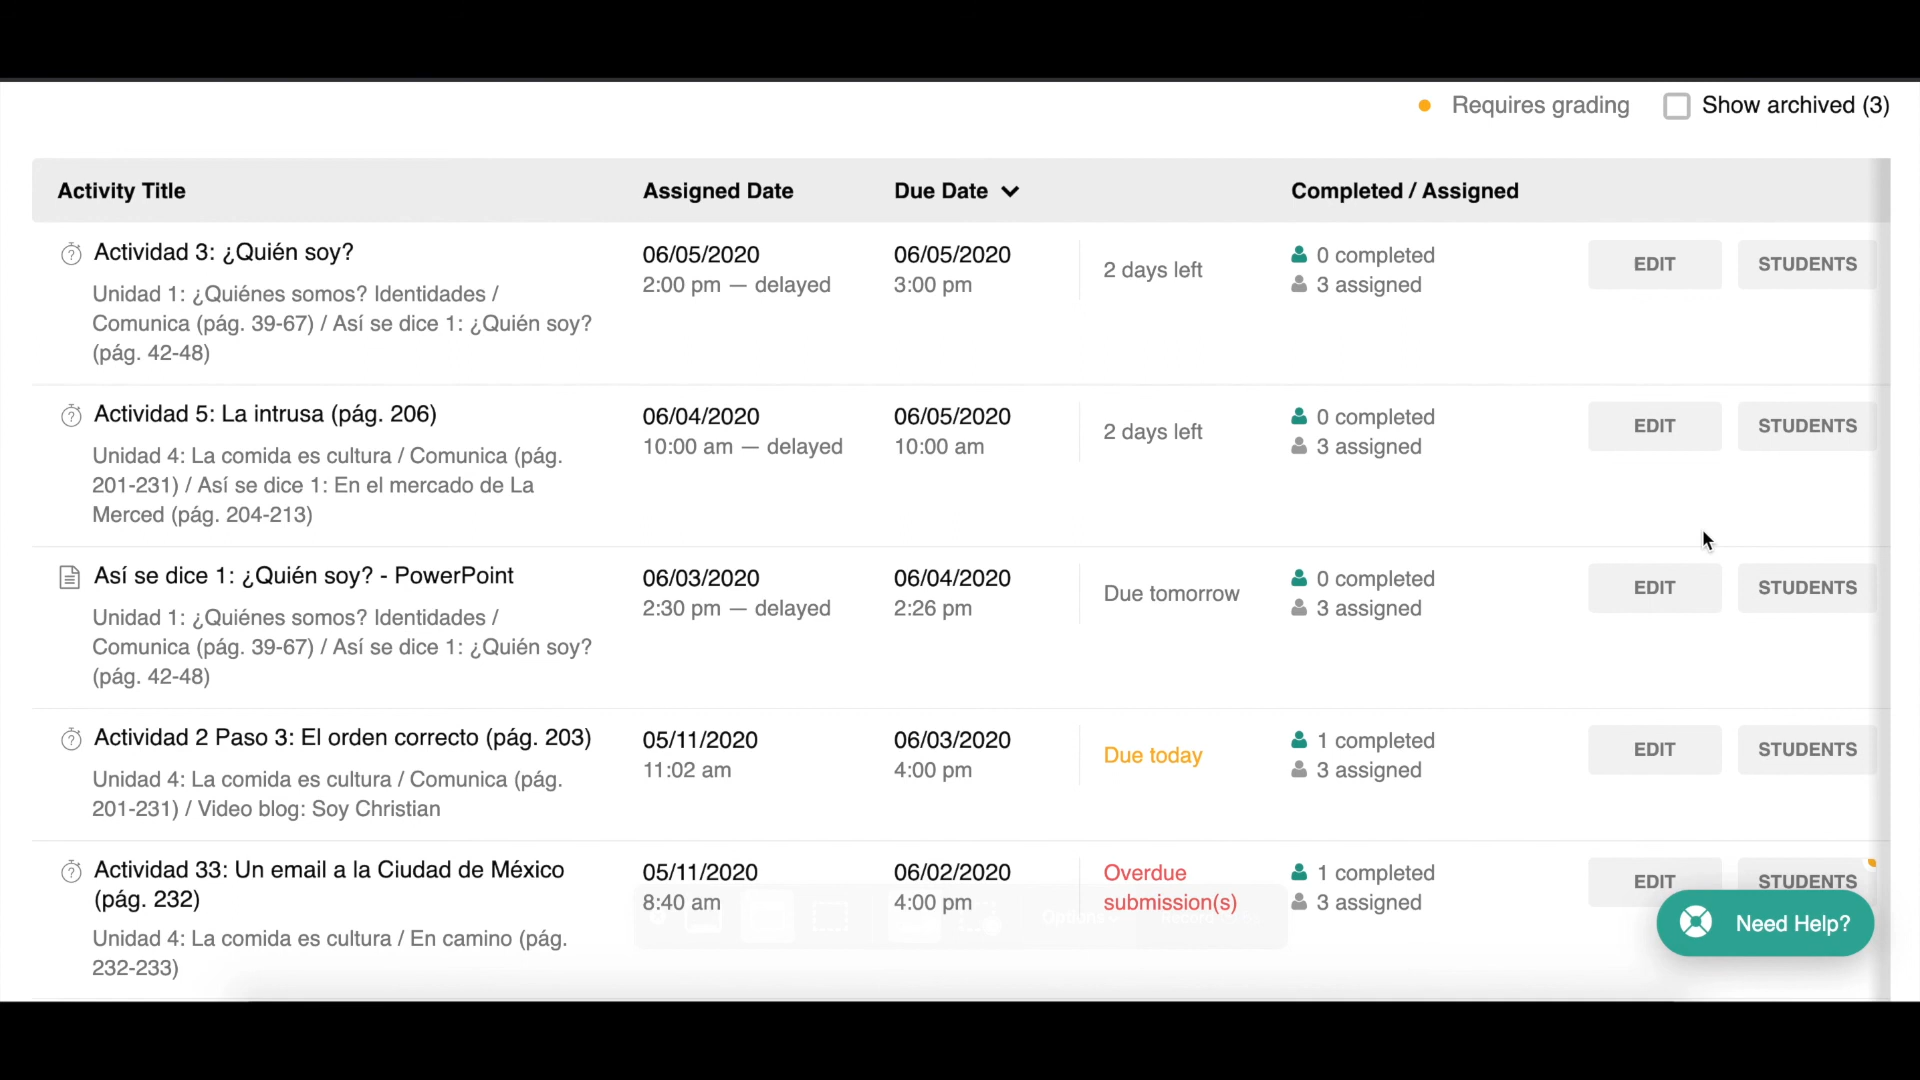 Requires grading
Show archived (3)
Activity Title
Assigned Date
Due Date
Completed / Assigned
Actividad 3: ¿Quién soy?
Unidad 1: ¿Quiénes somos? Identidades /
Comunica (pág. 39-67) / Así se dice 1: ¿Quién soy?
(pág. 42-48)
06/05/2020
2:00 pm — delayed
06/05/2020
3:00 pm
2 days left
0 completed
3 assigned
EDIT
STUDENTS
Actividad 5: La intrusa (pág. 206)
Unidad 4: La comida es cultura / Comunica (pág.
201-231) / Así se dice 1: En el mercado de La
Merced (pág. 204-213)
06/04/2020
10:00 am — delayed
06/05/2020
10:00 am
2 days left
0 completed
3 assigned
EDIT
STUDENTS
Así se dice 1: ¿Quién soy? - PowerPoint
Unidad 1: ¿Quiénes somos? Identidades /
Comunica (pág. 39-67) / Así se dice 1: ¿Quién soy?
(pág. 42-48)
06/03/2020
2:30 pm — delayed
06/04/2020
2:26 pm
Due tomorrow
0 completed
3 assigned
EDIT
STUDENTS
Actividad 2 Paso 3: El orden correcto (pág. 203)
Unidad 4: La comida es cultura / Comunica (pág.
201-231) / Video blog: Soy Christian
05/11/2020
11:02 am
06/03/2020
4:00 pm
Due today
1 completed
3 assigned
EDIT
STUDENTS
Actividad 33: Un email a la Ciudad de México
(pág. 232)
Unidad 4: La comida es cultura / En camino (pág.
232-233)
05/11/2020
8:40 am
06/02/2020
4:00 pm
Overdue
submission(s)
1 completed
3 assigned
EDIT
STUDENTS
Need Help?